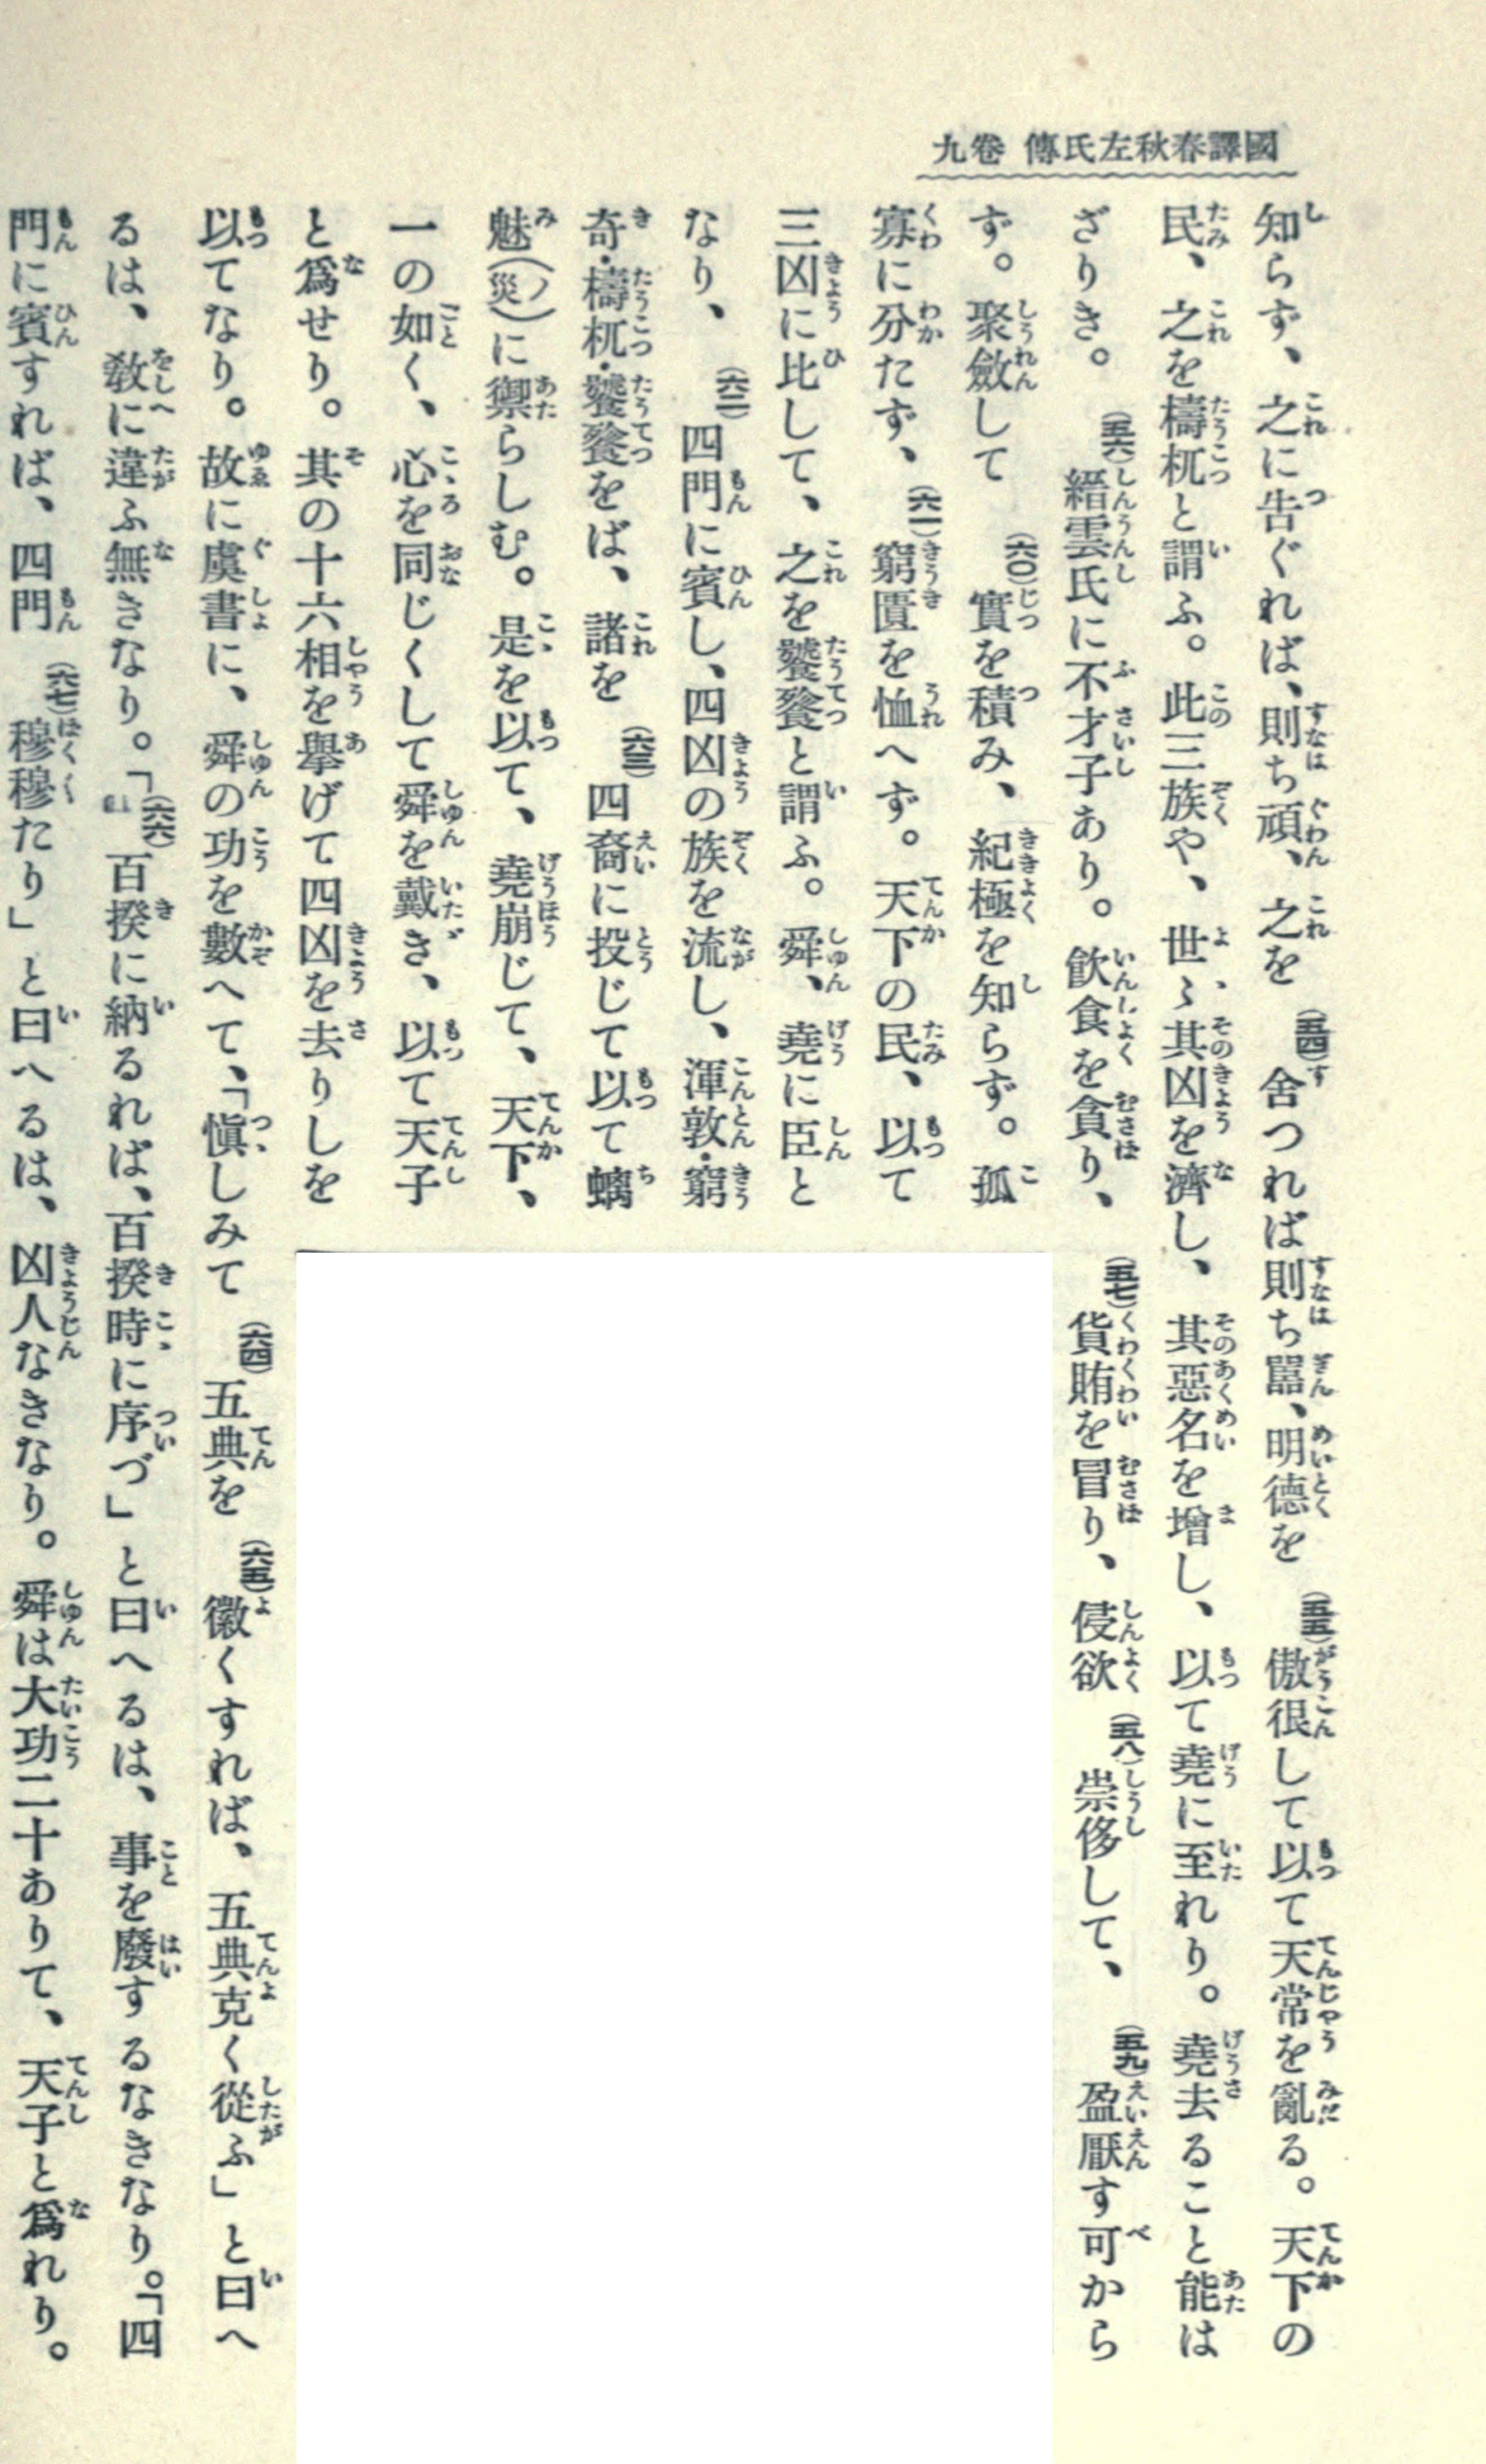 國譯春秋左氏傳 卷九
知らず、之に告ぐれば、則ち頑、之を(五四)舍つれば則ち嚚、明德を(五五)傲很して以て天常を亂る。天下の
民、之を檮杌と謂ふ。此三族や、世〻其凶を濟し、其惡名を增し、以て堯に至れり。堯去ること能は
ざりき。(五六)縉雲氏に不才子あり。飮食を貪り、(五七)貨賄を冒り、侵欲(五八)崇侈して、(五九)盈厭す可から
ず。聚斂して(六〇)實を積み、紀極を知らず。孤
寡に分たず、(六一)窮匱を恤へず。天下の民、以て
三凶に比して、之を饕餮と謂ふ。舜、堯に臣と
なり、(六二)四門に賓し、四凶の族を流し、渾敦·窮
奇·檮杌·饕餮をば、諸を(六三)四裔に投じて以て螭
魅(災ノ)に禦らしむ。是を以て、堯崩じて、天下、
一の如く、心を同じくして舜を戴き、以て天子
と爲せり。其の十六相を擧げて四凶を去りしを
以てなり。故に虞書に、舜の功を數へて、「愼しみて(六四)五典を(六五)徽くすれば、五典克く從ふ」と曰へ
るは、敎に違ふ無きなり。「(六六)百揆に納るれば、百揆時に序づ」と曰へるは、事を廢するなきなり。「四
門に賓すれば、四門(六七)穆穆たり」と曰へるは、凶人なきなり。舜は大功二十ありて、天子と爲れり。